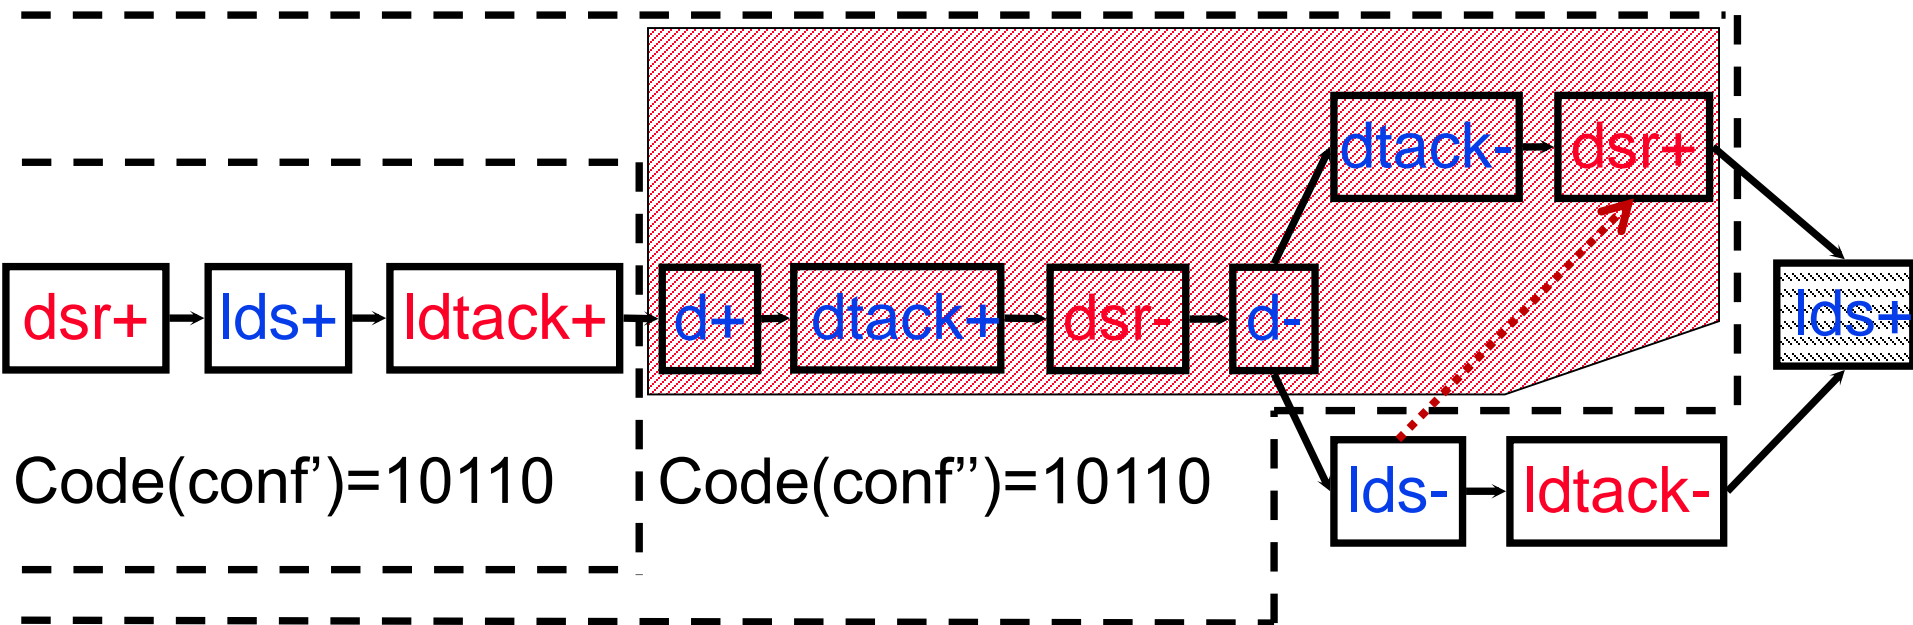 dtack- dsr+
dsr+ lds+ ldtack+ d+ dtack+ dsr- d- lds+
Code(conf’)=10110 Code(conf’’)=10110 lds- ldtack-